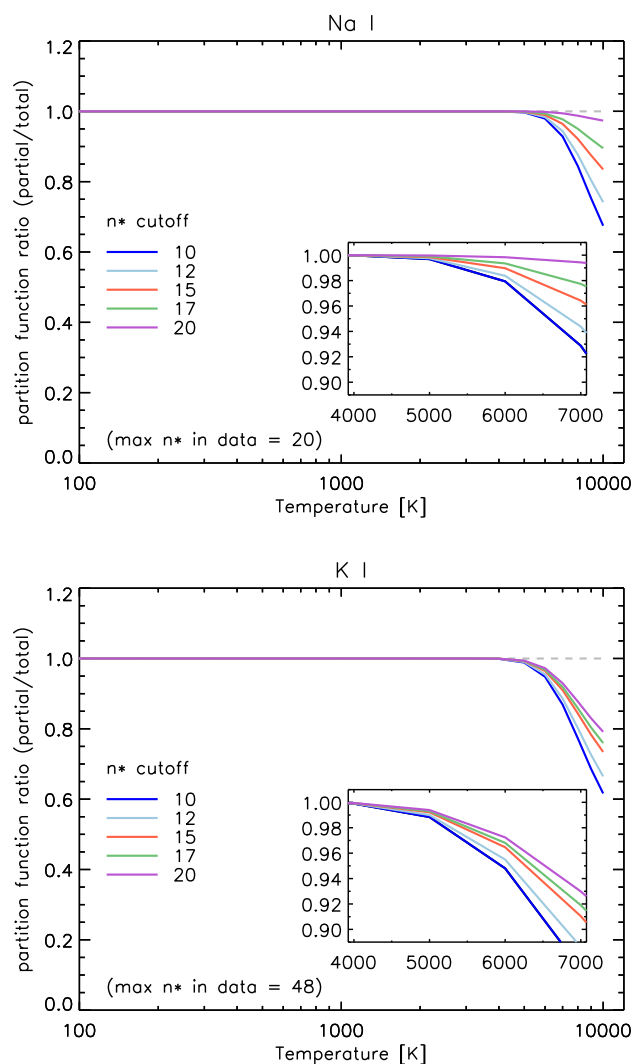 Na I
partition function ratio (partial/total)
1.2
1.0
0.8
0.6
0.4
0.2
0.0
n* cutoff
10
12
15
17
20
1.00
0.98
0.96
0.94
0.92
0.90
4000 5000 6000 7000
(max n* in data = 20)
100 1000 10000
Temperature [K]
K I
partition function ratio (partial/total)
1.2
1.0
0.8
0.6
0.4
0.2
0.0
n* cutoff
10
12
15
17
20
1.00
0.98
0.96
0.94
0.92
0.90
4000 5000 6000 7000
(max n* in data = 48)
100 1000 10000
Temperature [K]